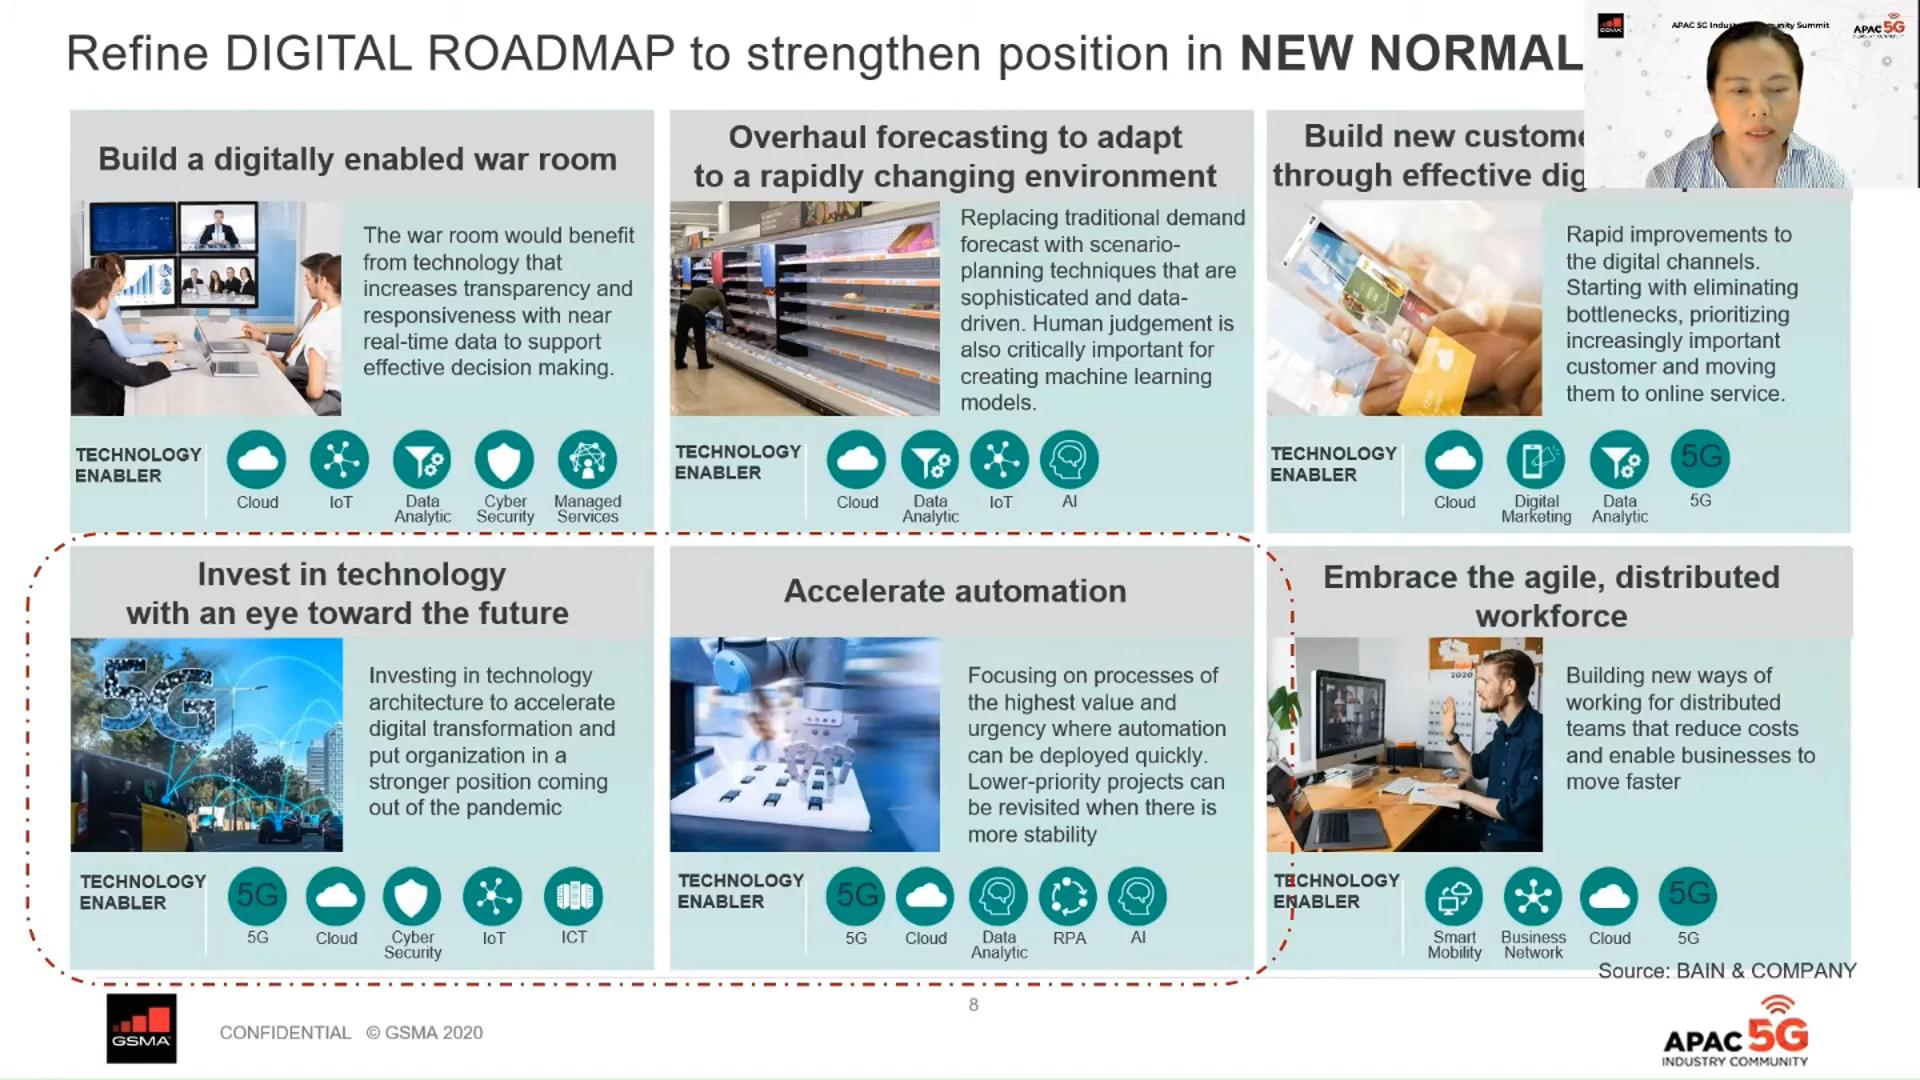 Refine DIGITAL ROADMAP to strengthen position in NEW NORMAL
APAC 5G
GSMA
APAC 5G
Build a digitally enabled war room
The war room would benefit
from technology that
increases transparency and
responsiveness with near
real-time data to support
effective decision making.
TECHNOLOGY
ENABLER
Cloud
IoT
Data
Analytic
Cyber
Security
Managed
Services
Overhaul forecasting to adapt
to a rapidly changing environment
Replacing traditional demand
forecast with scenario-
planning techniques that are
sophisticated and data-
driven. Human judgement is
also critically important for
creating machine learning
models.
TECHNOLOGY
ENABLER
Cloud
Data
Analytic
IoT
AI
Build new
through effective
Rapid improvements to
the digital channels.
Starting with eliminating
bottlenecks, prioritizing
increasingly important
customer and moving
them to online service.
TECHNOLOGY
ENABLER
Cloud
Digital
Marketing
Data
Analytic
5G
5G
Invest in technology
with an eye toward the future
5G
Investing in technology
architecture to accelerate
digital transformation and
put organization in a
stronger position coming
out of the pandemic
TECHNOLOGY
ENABLER
5G
5G
Cloud
Cyber
Security
IoT
ICT
Accelerate automation
Focusing on processes of
the highest value and
urgency where automation
can be deployed quickly.
Lower-priority projects can
be revisited when there is
more stability
TECHNOLOGY
ENABLER
5G
5G
Cloud
Data
Analytic
RPA
AI
Embrace the agile, distributed
workforce
2020
Building new ways of
working for distributed
teams that reduce costs
and enable businesses to
move faster
TECHNOLOGY
ENABLER
Smart
Mobility
Business
Network
Cloud
5G
5G
Source: BAIN & COMPANY
8
GSMA
CONFIDENTIAL © GSMA 2020
APAC 5G
INDUSTRY COMMUNITY